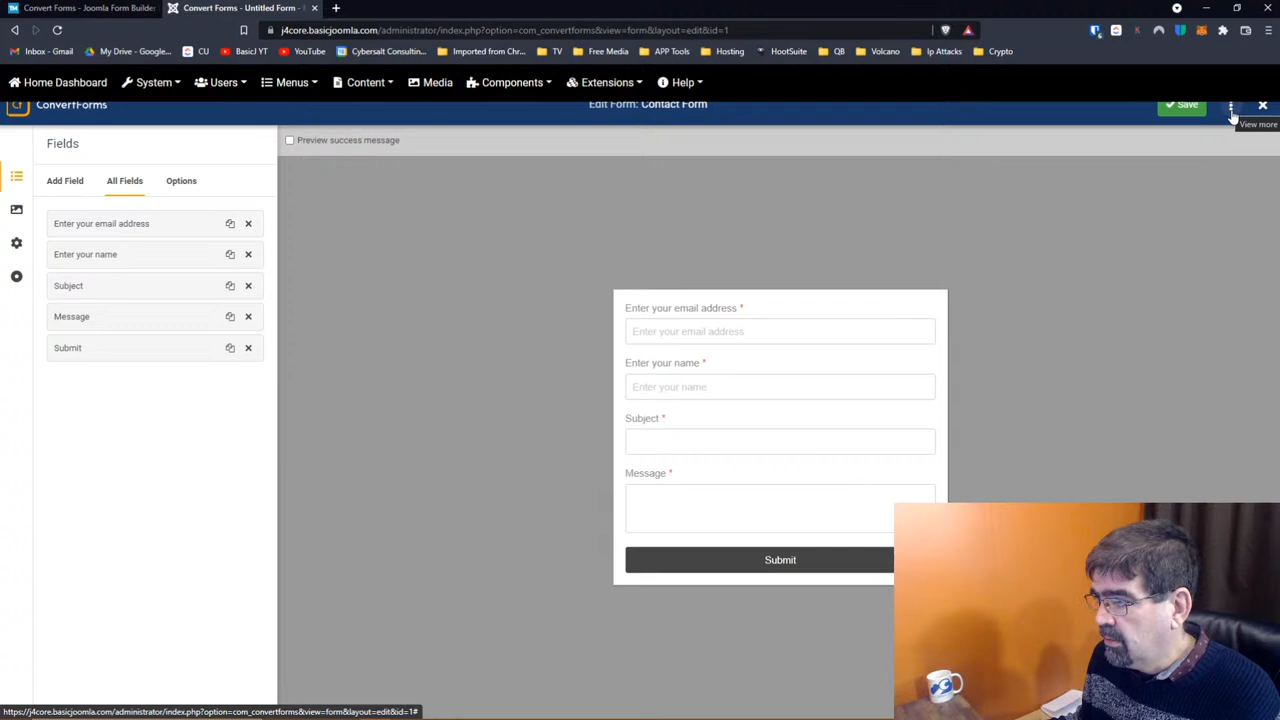 Convert Forms - Joomla Form Builder
Convert Forms - Untitled Form -
j4core.basicjoomla.com/administrator/index.php?option=com_convertforms&view=form&layout=edit&id=1
Inbox - Gmail
My Drive - Google...
CU
BasicJ YT
YouTube
Cybersalt Consulting...
Imported from Chr...
TV
Free Media
APP Tools
Hosting
HootSuite
QB
Volcano
Ip Attacks
Crypto
Home Dashboard
System
Users
Menus
Content
Media
Components
Extensions
Help
Cf
ConvertForms
Edit Form: Contact Form
Save
View more
Fields
Preview success message
Add Field
All Fields
Options
Enter your email address
Enter your name
Subject
Message
Submit
Enter your email address *
Enter your email address
Enter your name *
Enter your name
Subject *
Message *
Submit
https://j4core.basicjoomla.com/administrator/index.php?option=com_convertforms&view=form&layout=edit&id=1#